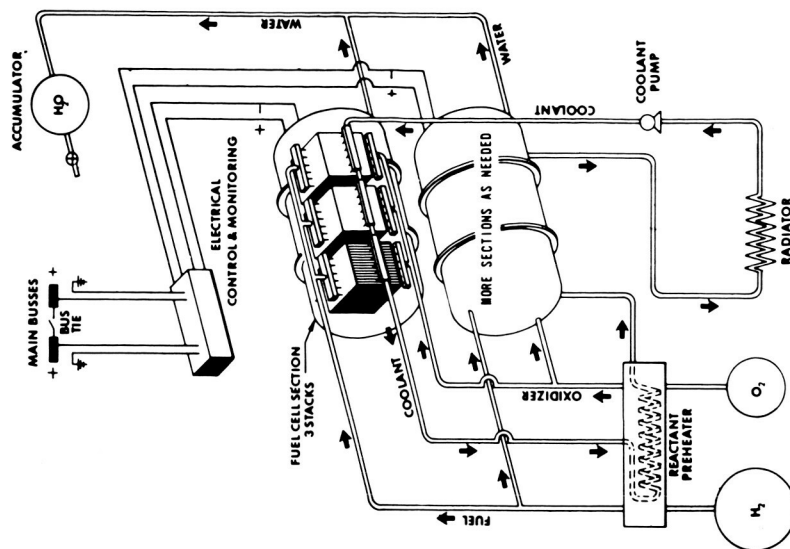 ACCUMULATOR
H₂O
WATER
WATER
MAIN BUSSES
+
+
BUS
TIE
ELECTRICAL
CONTROL & MONITORING
−
+
−
+
FUEL CELL SECTION
3 STACKS
COOLANT
COOLANT
COOLANT
PUMP
MORE SECTIONS AS NEEDED
RADIATOR
FUEL
OXIDIZER
REACTANT
PREHEATER
H₂
O₂